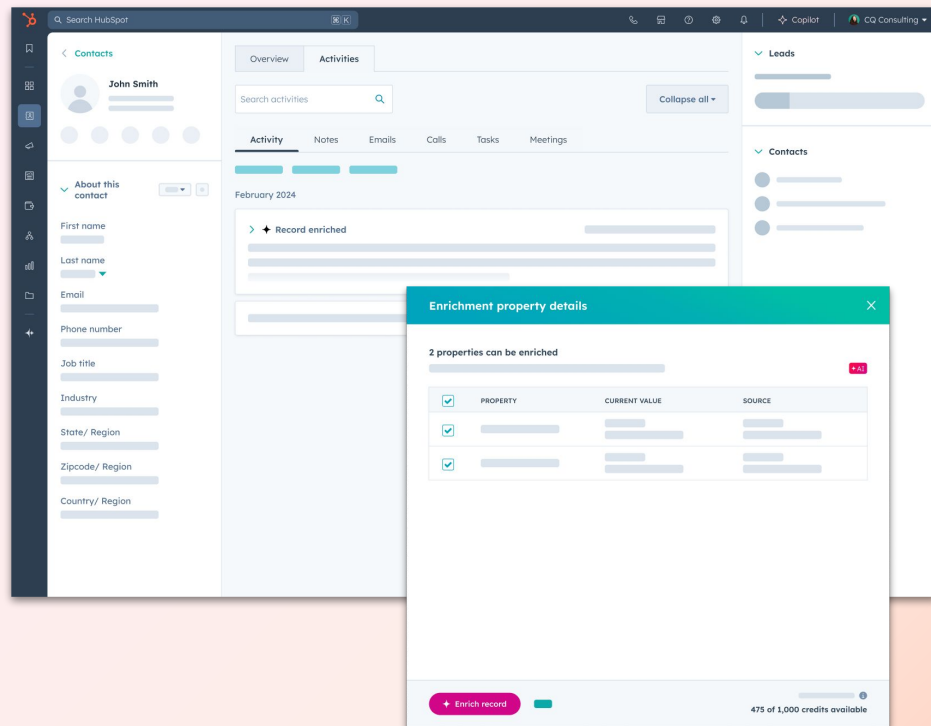 Search HubSpot
⌘ K
Copilot
CQ Consulting
Contacts
John Smith
About this
contact
First name
Last name
Email
Phone number
Job title
Industry
State/ Region
Zipcode/ Region
Country/ Region
Overview
Activities
Search activities
Collapse all
Activity
Notes
Emails
Calls
Tasks
Meetings
February 2024
Record enriched
Leads
Contacts
Enrichment property details
2 properties can be enriched
+AI
PROPERTY
CURRENT VALUE
SOURCE
Enrich record
475 of 1,000 credits available